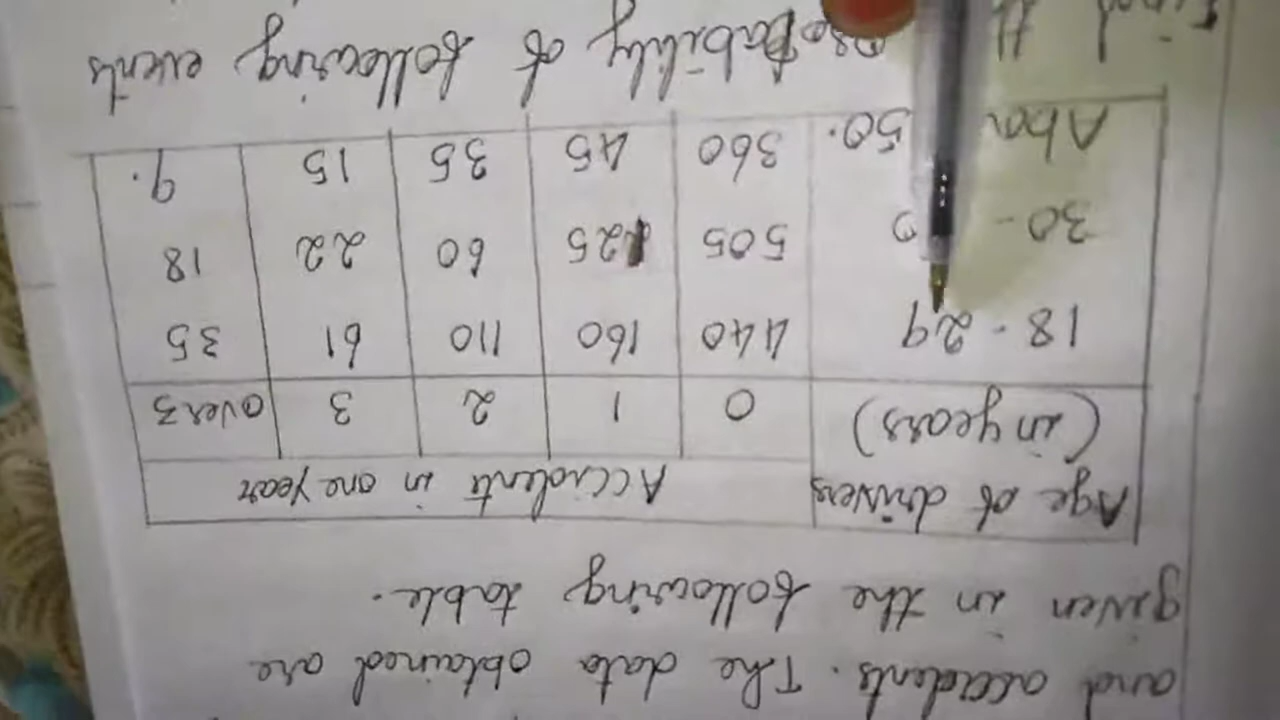 and accidents. The data obtained are
given in the following table.
Age of drivers (in years) Accidents in one year
0 1 2 3 over 3
18 - 29 440 160 110 61 35
30 - 505 125 60 22 18
50. 360 45 35 15 9.
of following events